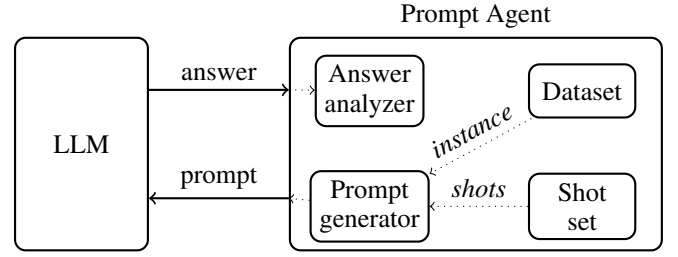 Prompt Agent
LLM
answer
prompt
Answer
analyzer
Prompt
generator
instance
shots
Dataset
Shot
set